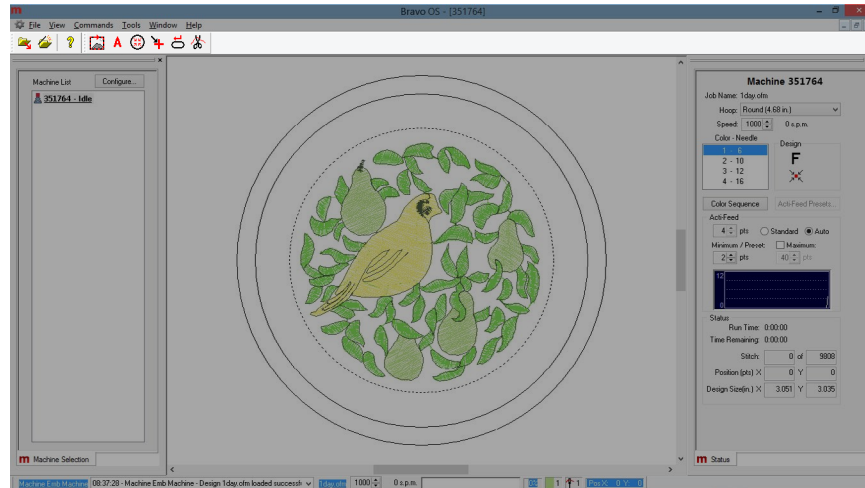 m
Bravo OS - [351764]
File View Commands Tools Window Help
Machine List
Configure...
351764 - Idle
m Machine Selection
Machine 351764
Job Name: 1day.ofm
Hoop: Round (4.68 in.)
Speed: 1000 0 s.p.m.
Color - Needle
1 - 6
2 - 10
3 - 12
4 - 16
Design
F
Color Sequence
Acti-Feed Presets...
Acti-Feed
4 pts Standard Auto
Minimum / Preset: Maximum:
2 pts 40 pts
12
0
Status
Run Time: 0:00:00
Time Remaining: 0:00:00
Stitch: 0 of 9808
Position (pts) X 0 Y 0
Design Size(in.) X 3.051 Y 3.035
m Status
Machine Emb Machine 08:37:28 - Machine Emb Machine - Design 1day.ofm loaded successfi 1day.ofm 1000 0 s.p.m. 1 1 Pos X: 0 Y: 0